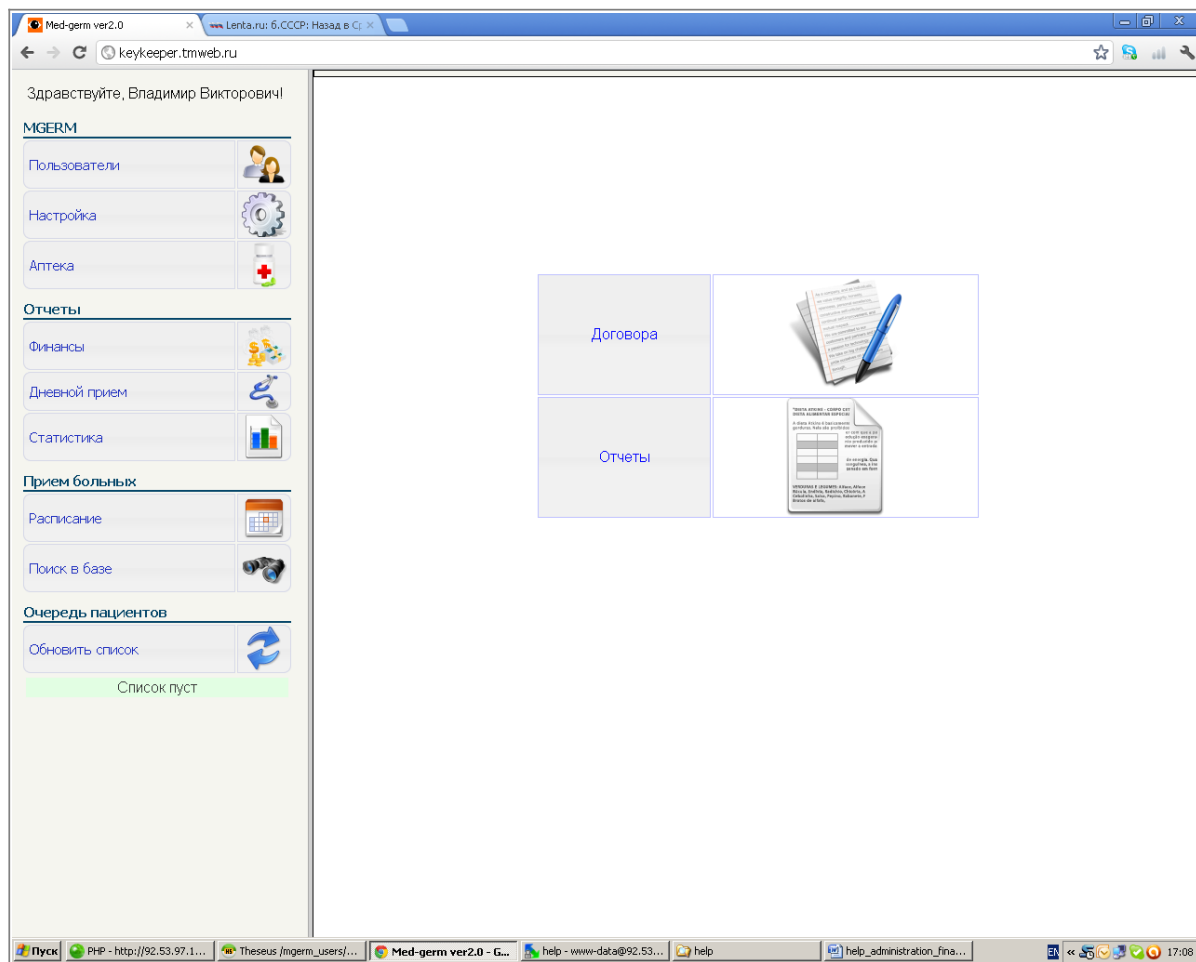 Med-germ ver2.0
Lenta.ru: б.СССР: Назад в Ср
keykeeper.tmweb.ru
Здравствуйте, Владимир Викторович!
MGERM
Пользователи
Настройка
Аптека
Отчеты
Финансы
Дневной прием
Статистика
Прием больных
Расписание
Поиск в базе
Очередь пациентов
Обновить список
Список пуст
Договора
Отчеты
Пуск
PHP - http://92.53.97.1...
Theseus /mgerm_users/...
Med-germ ver2.0 - G...
help - www-data@92.53...
help
help_administration_fina...
EN
17:08